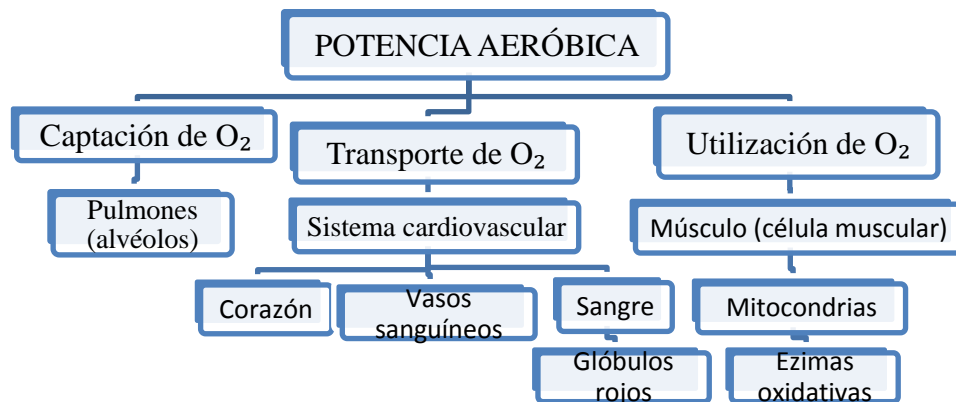 POTENCIA AERÓBICA
Captación de O₂
Transporte de O₂
Utilización de O₂
Pulmones
(alvéolos)
Sistema cardiovascular
Músculo (célula muscular)
Corazón
Vasos
sanguíneos
Sangre
Mitocondrias
Glóbulos
rojos
Ezimas
oxidativas